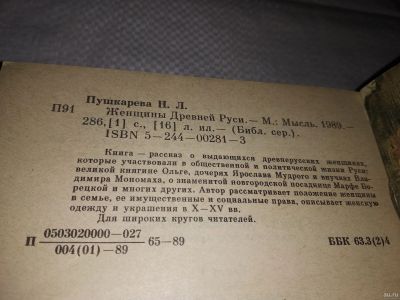 Пушкарева Н. Л.
П91 Женщины Древней Руси.— М.: Мысль. 1989.—
286,[1] с., [16] л. ил.— (Библ. сер.).
ISBN 5—244—00281—3
Книга — рассказ о выдающихся древнерусских женщинах,
которые участвовали в общественной и политической жизни Руси:
великой княгине Ольге, дочерях Ярослава Мудрого и внучках Вла-
димира Мономаха, о знаменитой новгородской посаднице Марфе Бо-
рецкой и многих других. Автор рассматривает положение женщины
в семье, ее имущественные и социальные права, описывает женскую
одежду и украшения в X—XV вв.
Для широких кругов читателей.
П 0503020000—027 65—89 ББК 63.3(2)4
004(01)—89
au.ru